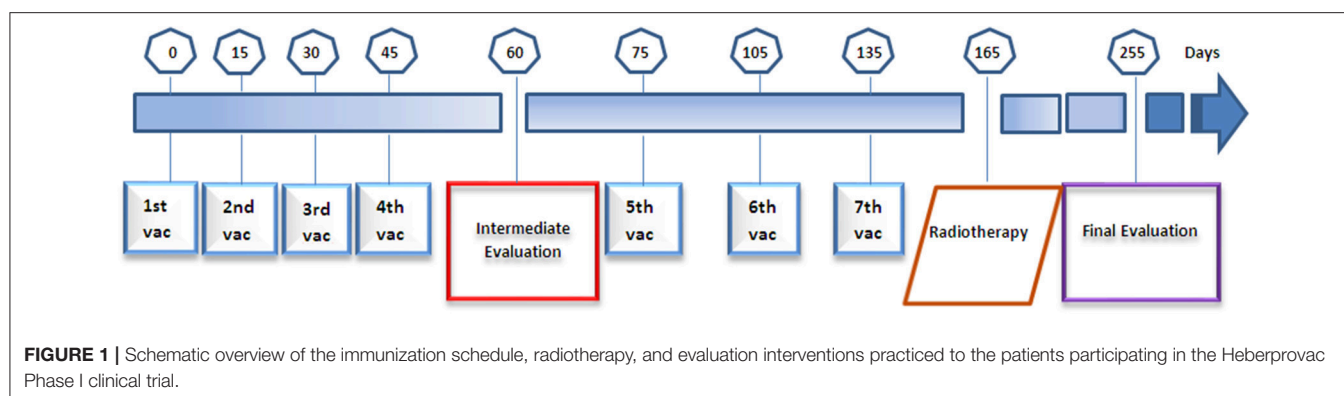 0 15 30 45 60 75 105 135 165 255 Days
1st vac
2nd vac
3rd vac
4th vac
Intermediate Evaluation
5th vac
6th vac
7th vac
Radiotherapy
Final Evaluation
FIGURE 1 | Schematic overview of the immunization schedule, radiotherapy, and evaluation interventions practiced to the patients participating in the Heberprovac
Phase I clinical trial.